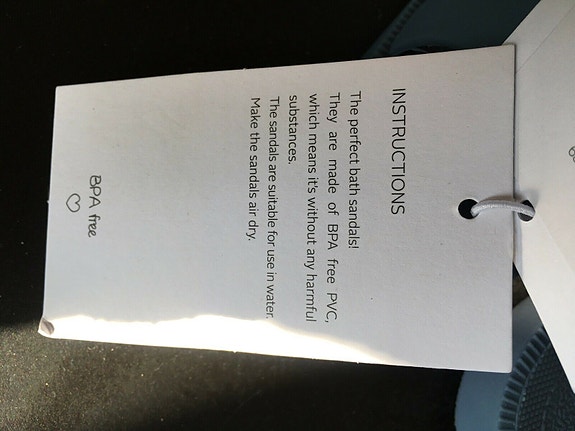 INSTRUCTIONS
The perfect bath sandals!
They are made of BPA free PVC,
which means it's without any harmful
substances.
The sandals are suitable for use in water.
Make the sandals air dry.
BPA free